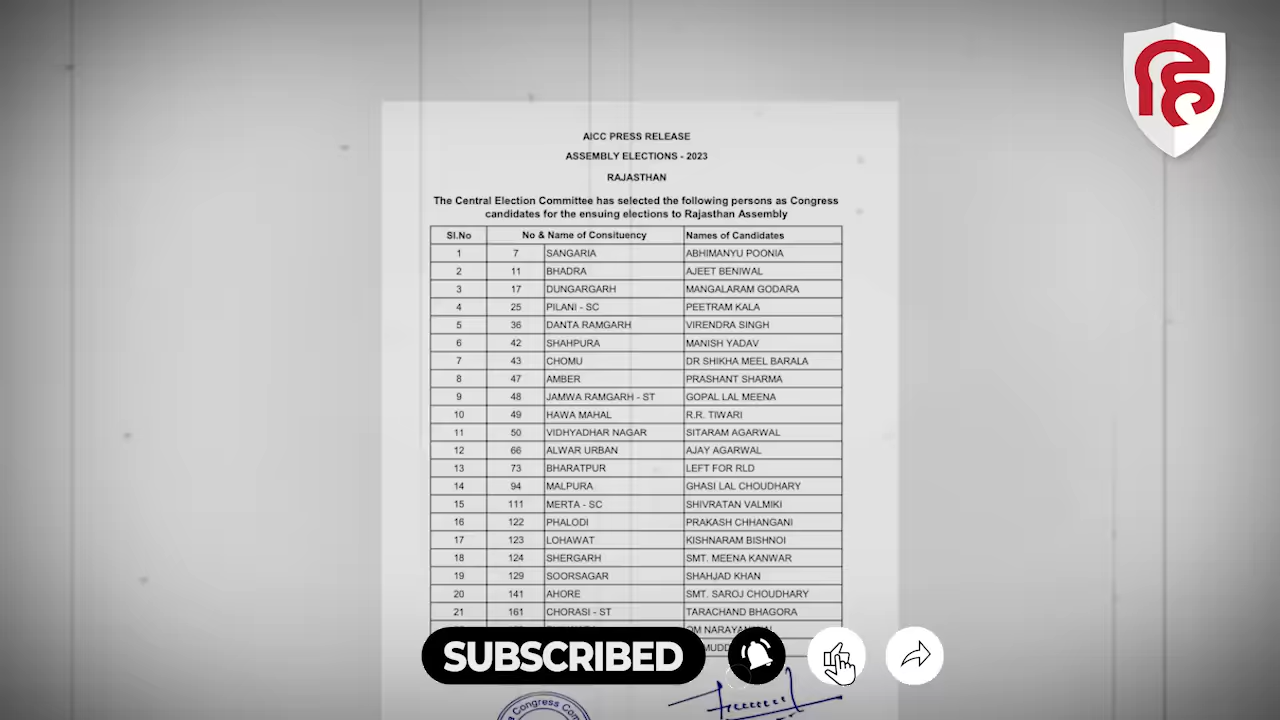 AICC PRESS RELEASE
ASSEMBLY ELECTIONS - 2023
RAJASTHAN
The Central Election Committee has selected the following persons as Congress
candidates for the ensuing elections to Rajasthan Assembly
Sl.No No & Name of Consituency Names of Candidates
1 7 SANGARIA ABHIMANYU POONIA
2 11 BHADRA AJEET BENIWAL
3 17 DUNGARGARH MANGALARAM GODARA
4 25 PILANI - SC PEETRAM KALA
5 36 DANTA RAMGARH VIRENDRA SINGH
6 42 SHAHPURA MANISH YADAV
7 43 CHOMU DR SHIKHA MEEL BARALA
8 47 AMBER PRASHANT SHARMA
9 48 JAMWA RAMGARH - ST GOPAL LAL MEENA
10 49 HAWA MAHAL R.R. TIWARI
11 50 VIDHYADHAR NAGAR SITARAM AGARWAL
12 66 ALWAR URBAN AJAY AGARWAL
13 73 BHARATPUR LEFT FOR RLD
14 94 MALPURA GHASI LAL CHOUDHARY
15 111 MERTA - SC SHIVRATAN VALMIKI
16 122 PHALODI PRAKASH CHHANGANI
17 123 LOHAWAT KISHNARAM BISHNOI
18 124 SHERGARH SMT. MEENA KANWAR
19 129 SOORSAGAR SHAHJAD KHAN
20 141 AHORE SMT. SAROJ CHOUDHARY
21 161 CHORASI - ST TARACHAND BHAGORA
OM
SUBSCRIBED
Congress